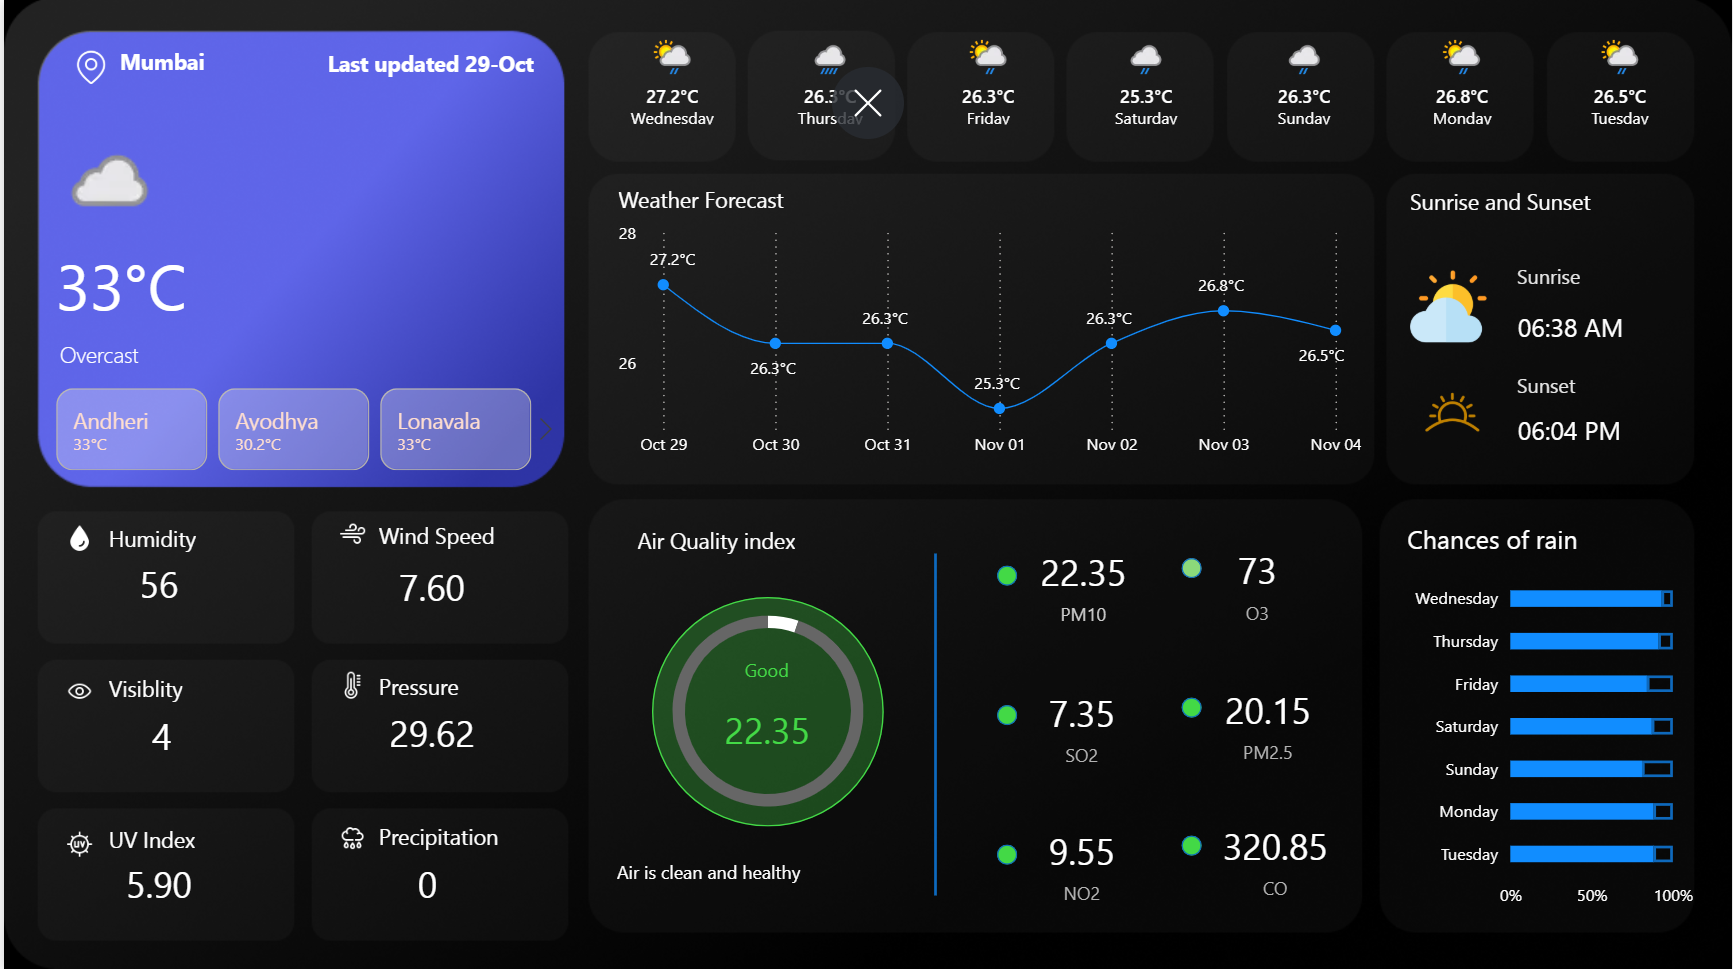 Mumbai
Last updated 29-Oct
33°C
Overcast
Andheri
33°C
Ayodhya
30.2°C
Lonavala
33°C
27.2°C
Wednesday
26.3°C
Thursday
26.3°C
Friday
25.3°C
Saturday
26.3°C
Sunday
26.8°C
Monday
26.5°C
Tuesday
Weather Forecast
28
26
27.2°C
26.3°C
26.3°C
25.3°C
26.3°C
26.8°C
26.5°C
Oct 29
Oct 30
Oct 31
Nov 01
Nov 02
Nov 03
Nov 04
Sunrise and Sunset
Sunrise
06:38 AM
Sunset
06:04 PM
Humidity
56
Wind Speed
7.60
Visiblity
4
Pressure
29.62
UV
UV Index
5.90
Precipitation
0
Air Quality index
Good
22.35
Air is clean and healthy
22.35
PM10
73
O3
7.35
SO2
20.15
PM2.5
9.55
NO2
320.85
CO
Chances of rain
Wednesday
Thursday
Friday
Saturday
Sunday
Monday
Tuesday
0%
50%
100%